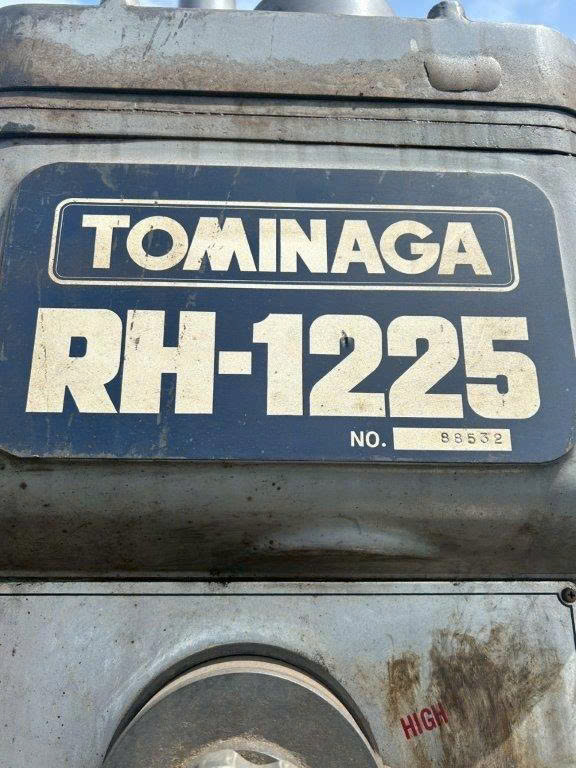 TOMINAGA
RH-1225
NO. 88532
HIGH